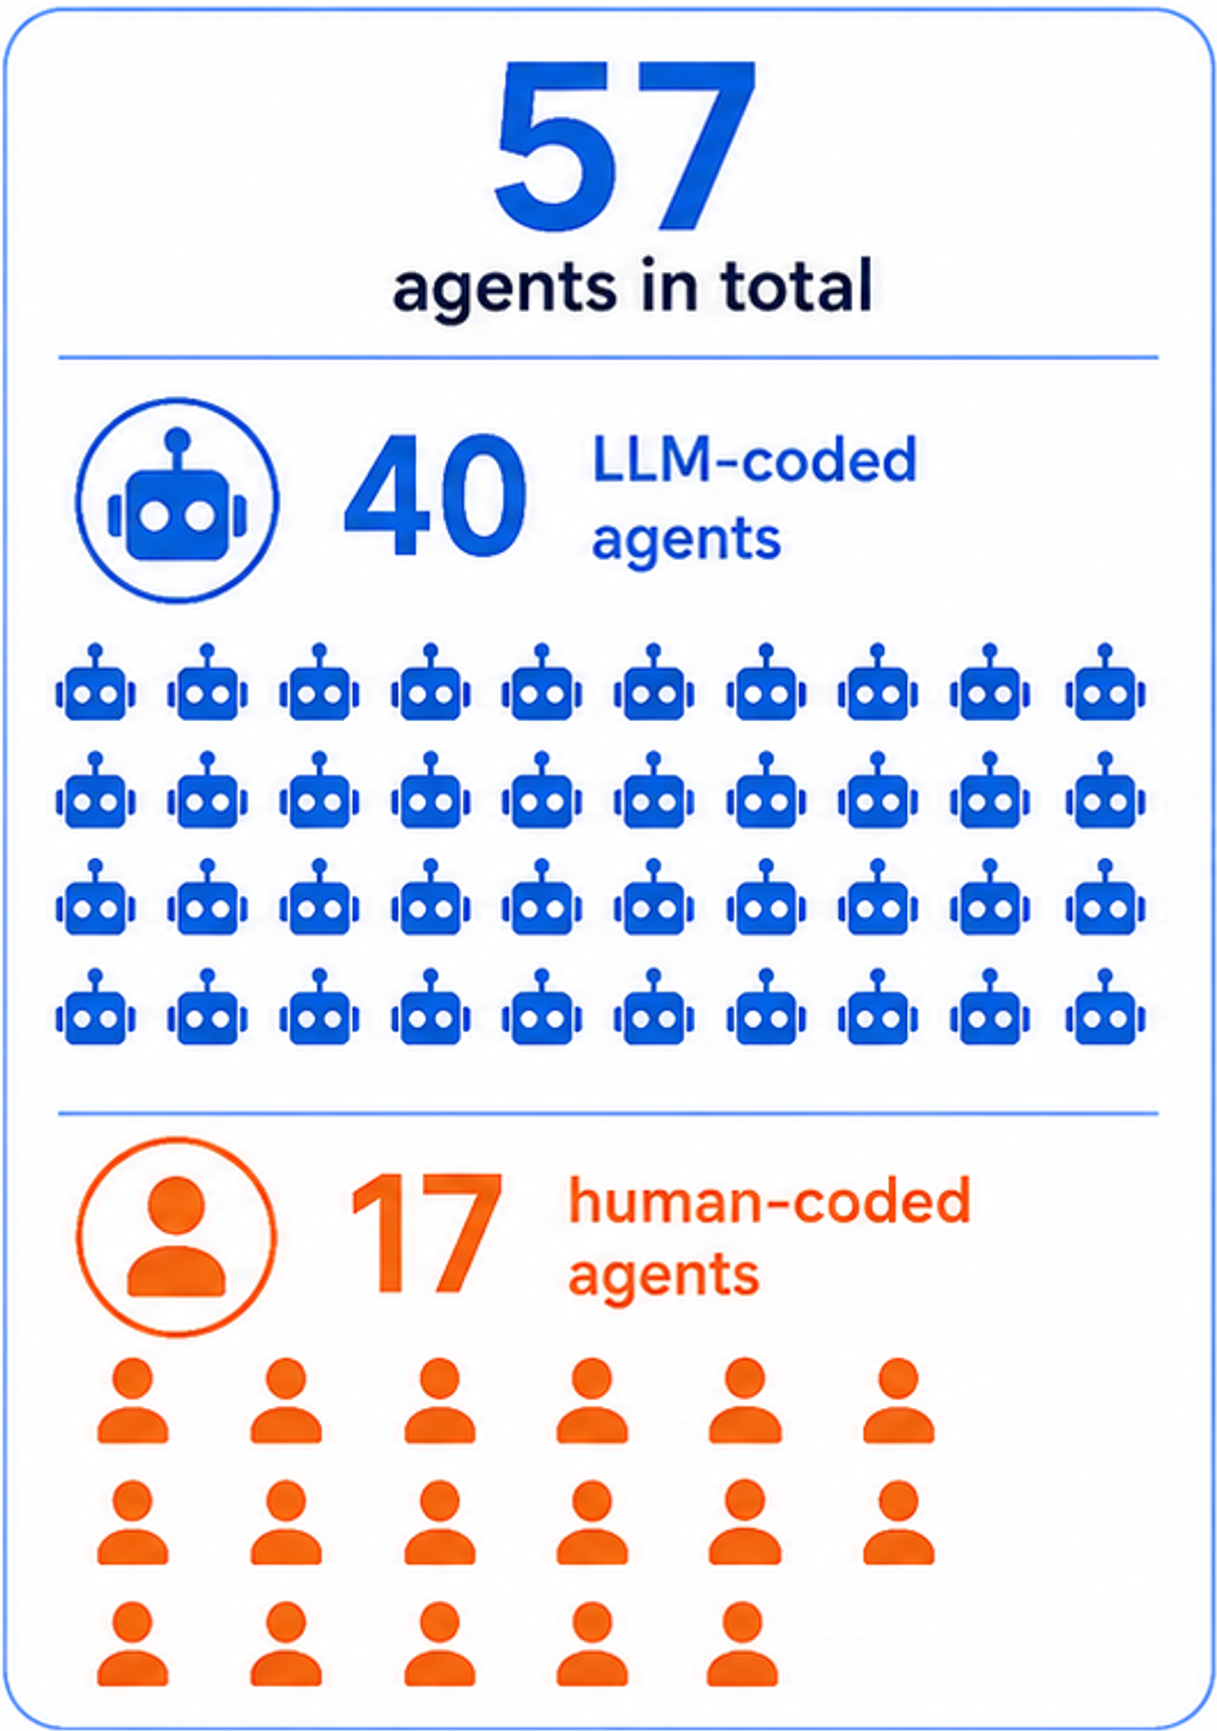 57
agents in total
40
LLM-coded
agents
17
human-coded
agents